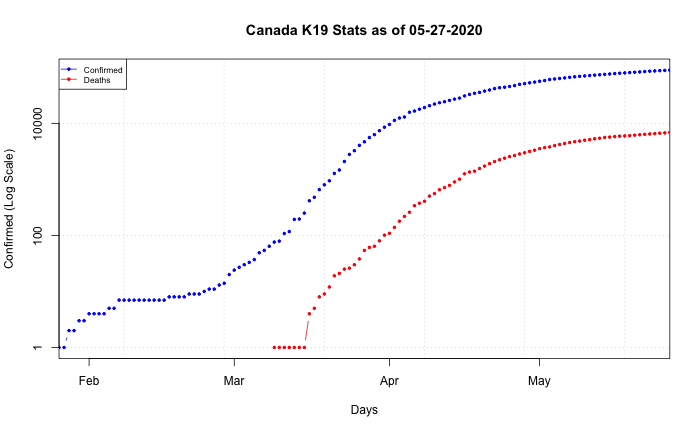 Canada K19 Stats as of 05-27-2020
Confirmed
Deaths
Confirmed (Log Scale)
10000
100
1
Feb Mar Apr May
Days